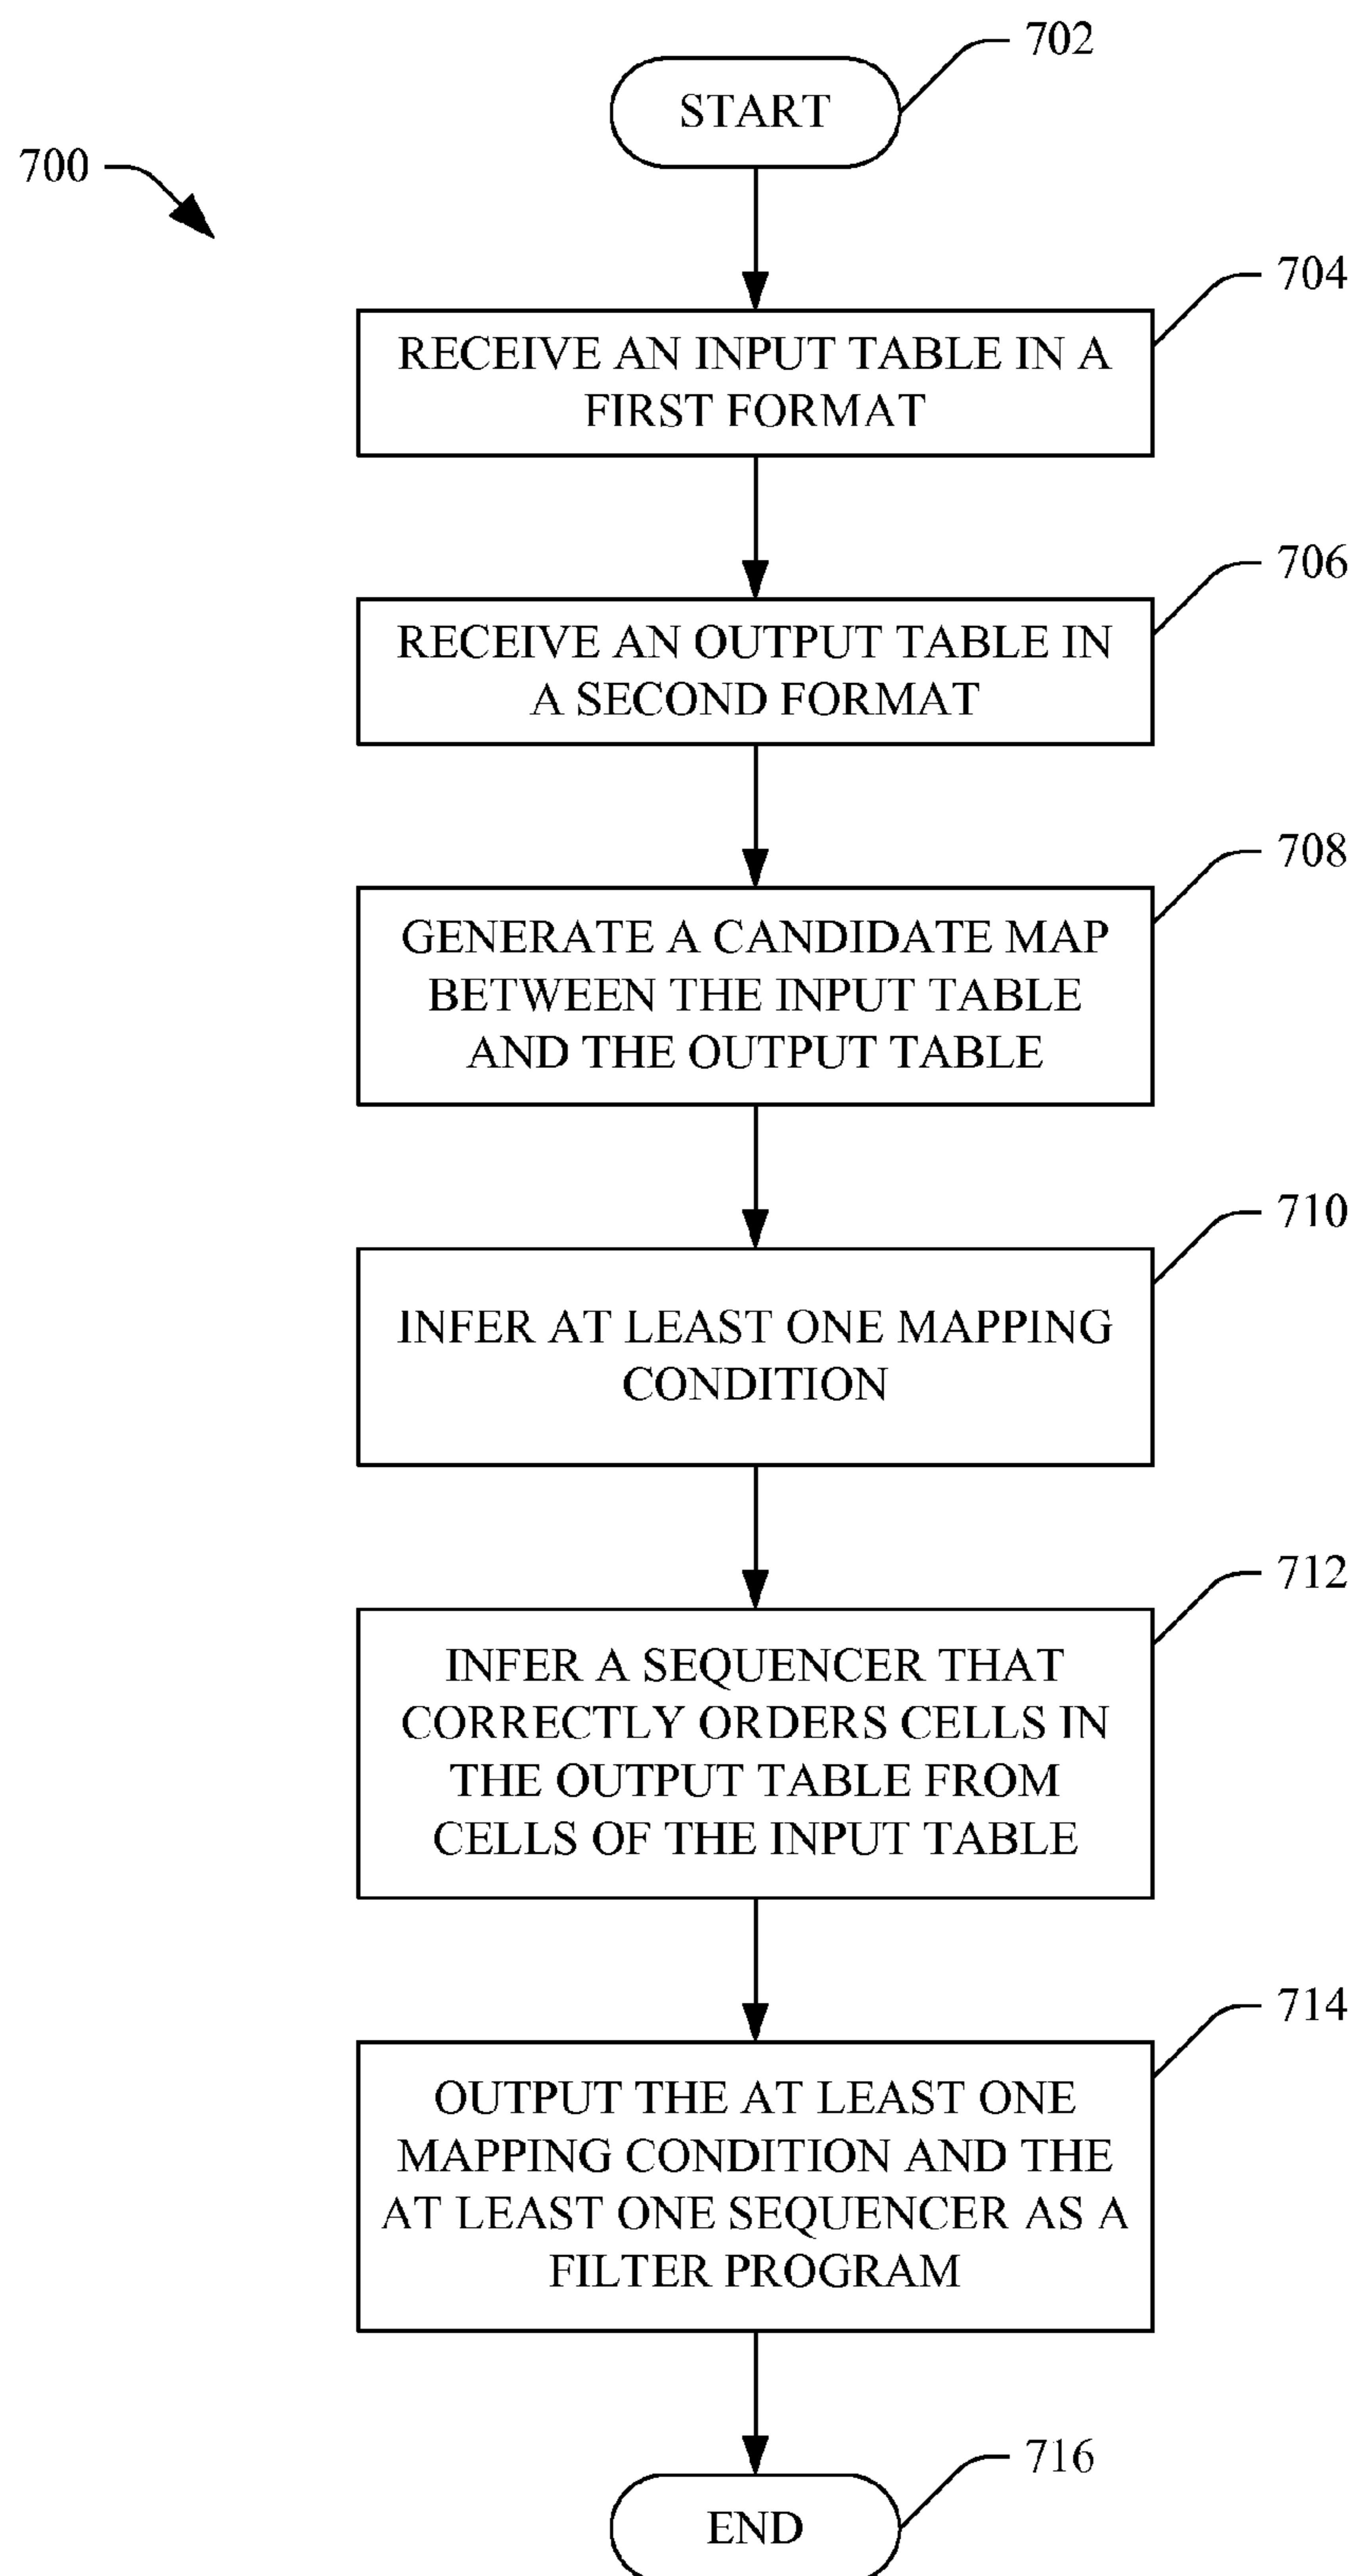 702
START
700
704
RECEIVE AN INPUT TABLE IN A
FIRST FORMAT
706
RECEIVE AN OUTPUT TABLE IN
A SECOND FORMAT
708
GENERATE A CANDIDATE MAP
BETWEEN THE INPUT TABLE
AND THE OUTPUT TABLE
710
INFER AT LEAST ONE MAPPING
CONDITION
712
INFER A SEQUENCER THAT
CORRECTLY ORDERS CELLS IN
THE OUTPUT TABLE FROM
CELLS OF THE INPUT TABLE
714
OUTPUT THE AT LEAST ONE
MAPPING CONDITION AND THE
AT LEAST ONE SEQUENCER AS A
FILTER PROGRAM
716
END